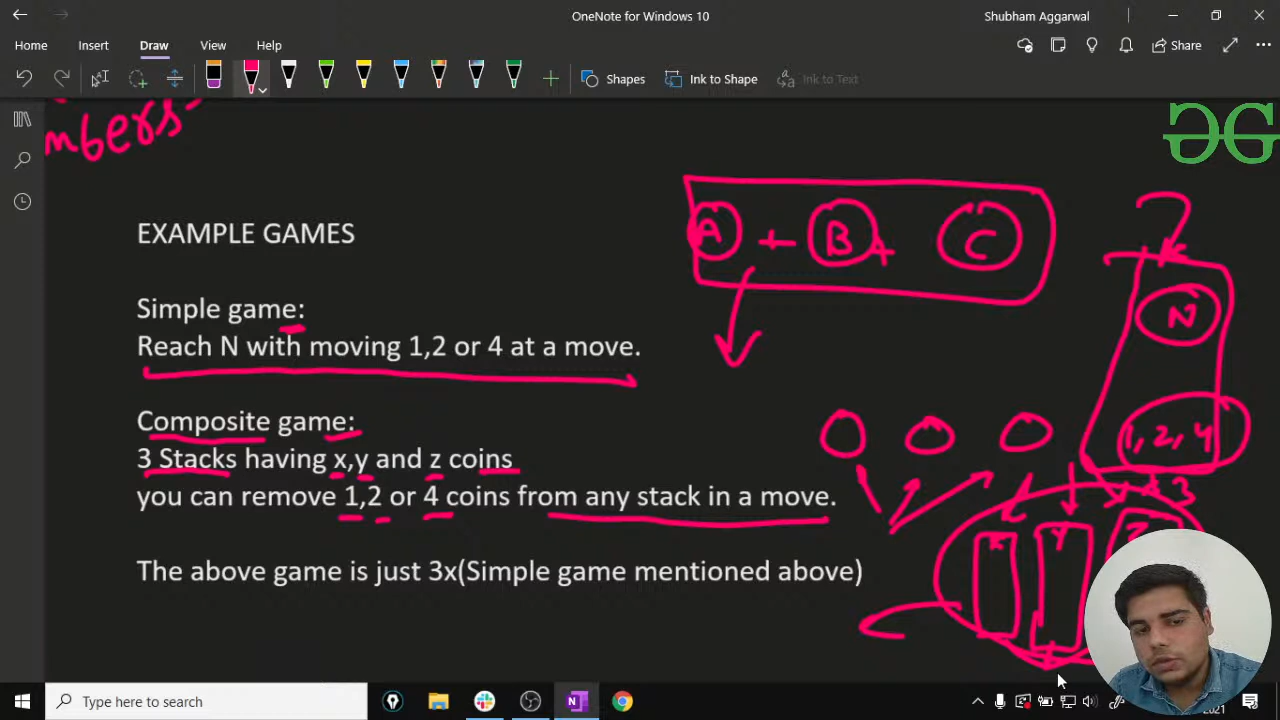 OneNote for Windows 10
Shubham Aggarwal
Home Insert Draw View Help
Share
Shapes
Ink to Shape
Ink to Text
mbers
EXAMPLE GAMES
A + B + C
N
Simple game:
Reach N with moving 1,2 or 4 at a move.
Composite game:
1, 2, 4
3 Stacks having x,y and z coins
you can remove 1,2 or 4 coins from any stack in a move.
x 3
X Y Z
The above game is just 3x(Simple game mentioned above)
Type here to search
2021